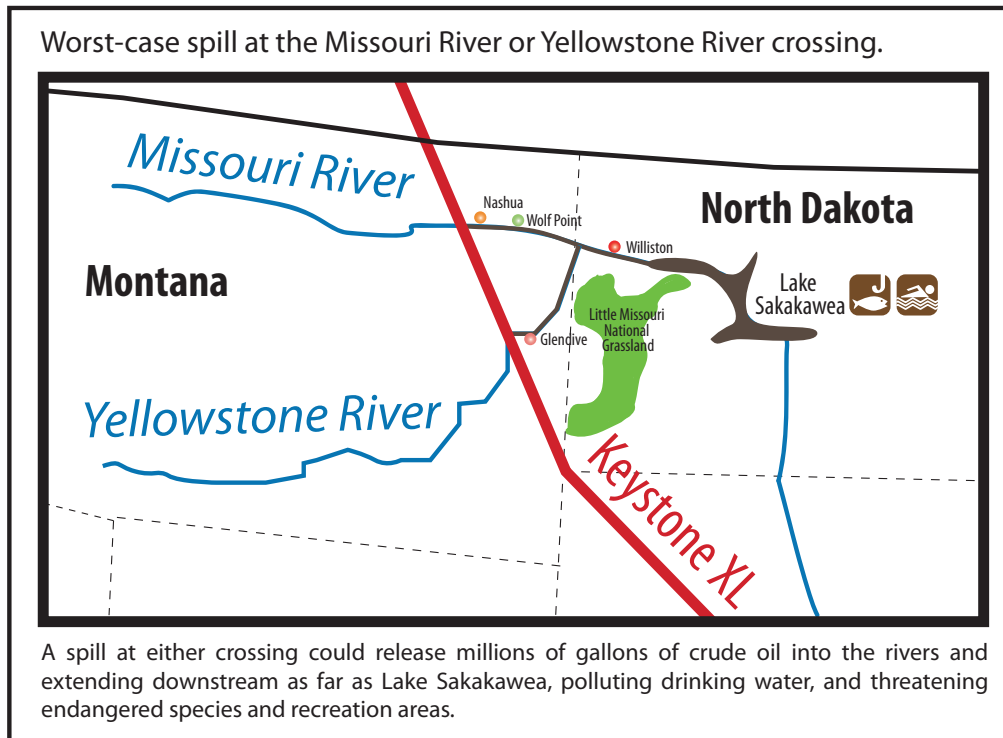 Worst-case spill at the Missouri River or Yellowstone River crossing.
Missouri River
Nashua
Wolf Point
North Dakota
Williston
Montana
Lake
Sakakawea
Little Missouri
National
Grassland
Glendive
Yellowstone River
Keystone XL
A spill at either crossing could release millions of gallons of crude oil into the rivers and
extending downstream as far as Lake Sakakawea, polluting drinking water, and threatening
endangered species and recreation areas.